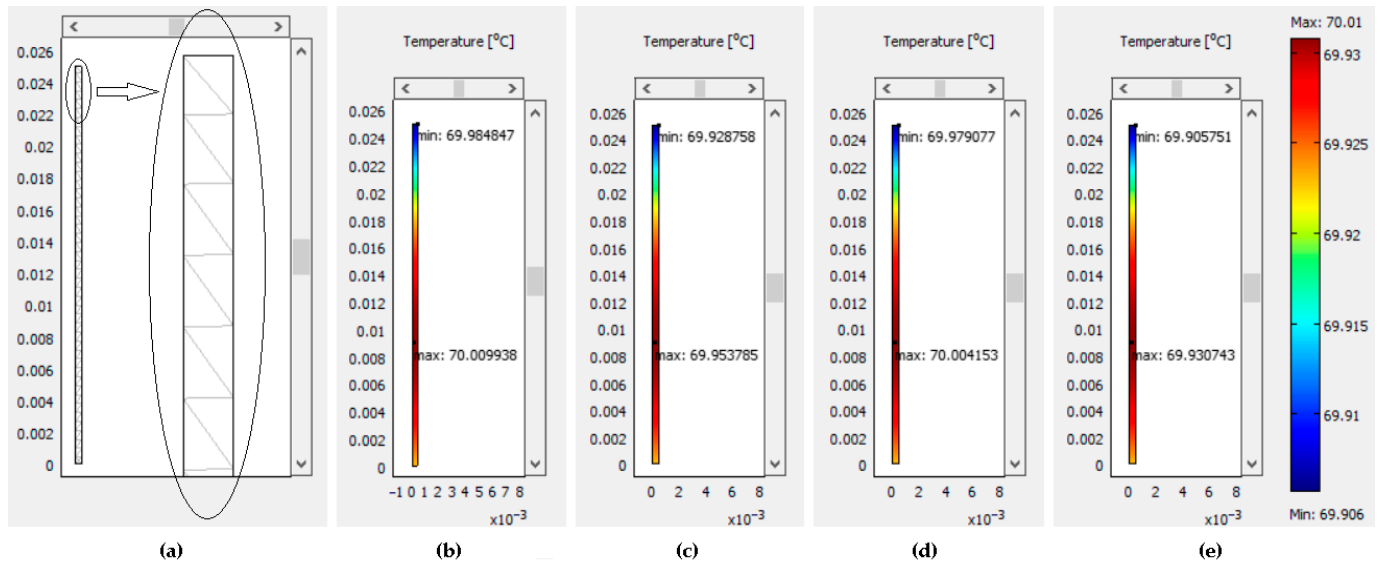 0.026
0.024
0.022
0.02
0.018
0.016
0.014
0.012
0.01
0.008
0.006
0.004
0.002
0
(a)
Temperature [⁰C]
0.026
0.024
0.022
0.02
0.018
0.016
0.014
0.012
0.01
0.008
0.006
0.004
0.002
0
min: 69.984847
max: 70.009938
−1 0 1 2 3 4 5 6 7 8
x10⁻³
(b)
Temperature [⁰C]
0.026
0.024
0.022
0.02
0.018
0.016
0.014
0.012
0.01
0.008
0.006
0.004
0.002
0
min: 69.928758
max: 69.953785
0 2 4 6 8
x10⁻³
(c)
Temperature [⁰C]
0.026
0.024
0.022
0.02
0.018
0.016
0.014
0.012
0.01
0.008
0.006
0.004
0.002
0
min: 69.979077
max: 70.004153
0 2 4 6 8
x10⁻³
(d)
Temperature [⁰C]
0.026
0.024
0.022
0.02
0.018
0.016
0.014
0.012
0.01
0.008
0.006
0.004
0.002
0
min: 69.905751
max: 69.930743
0 2 4 6 8
x10⁻³
(e)
Max: 70.01
69.93
69.925
69.92
69.915
69.91
Min: 69.906